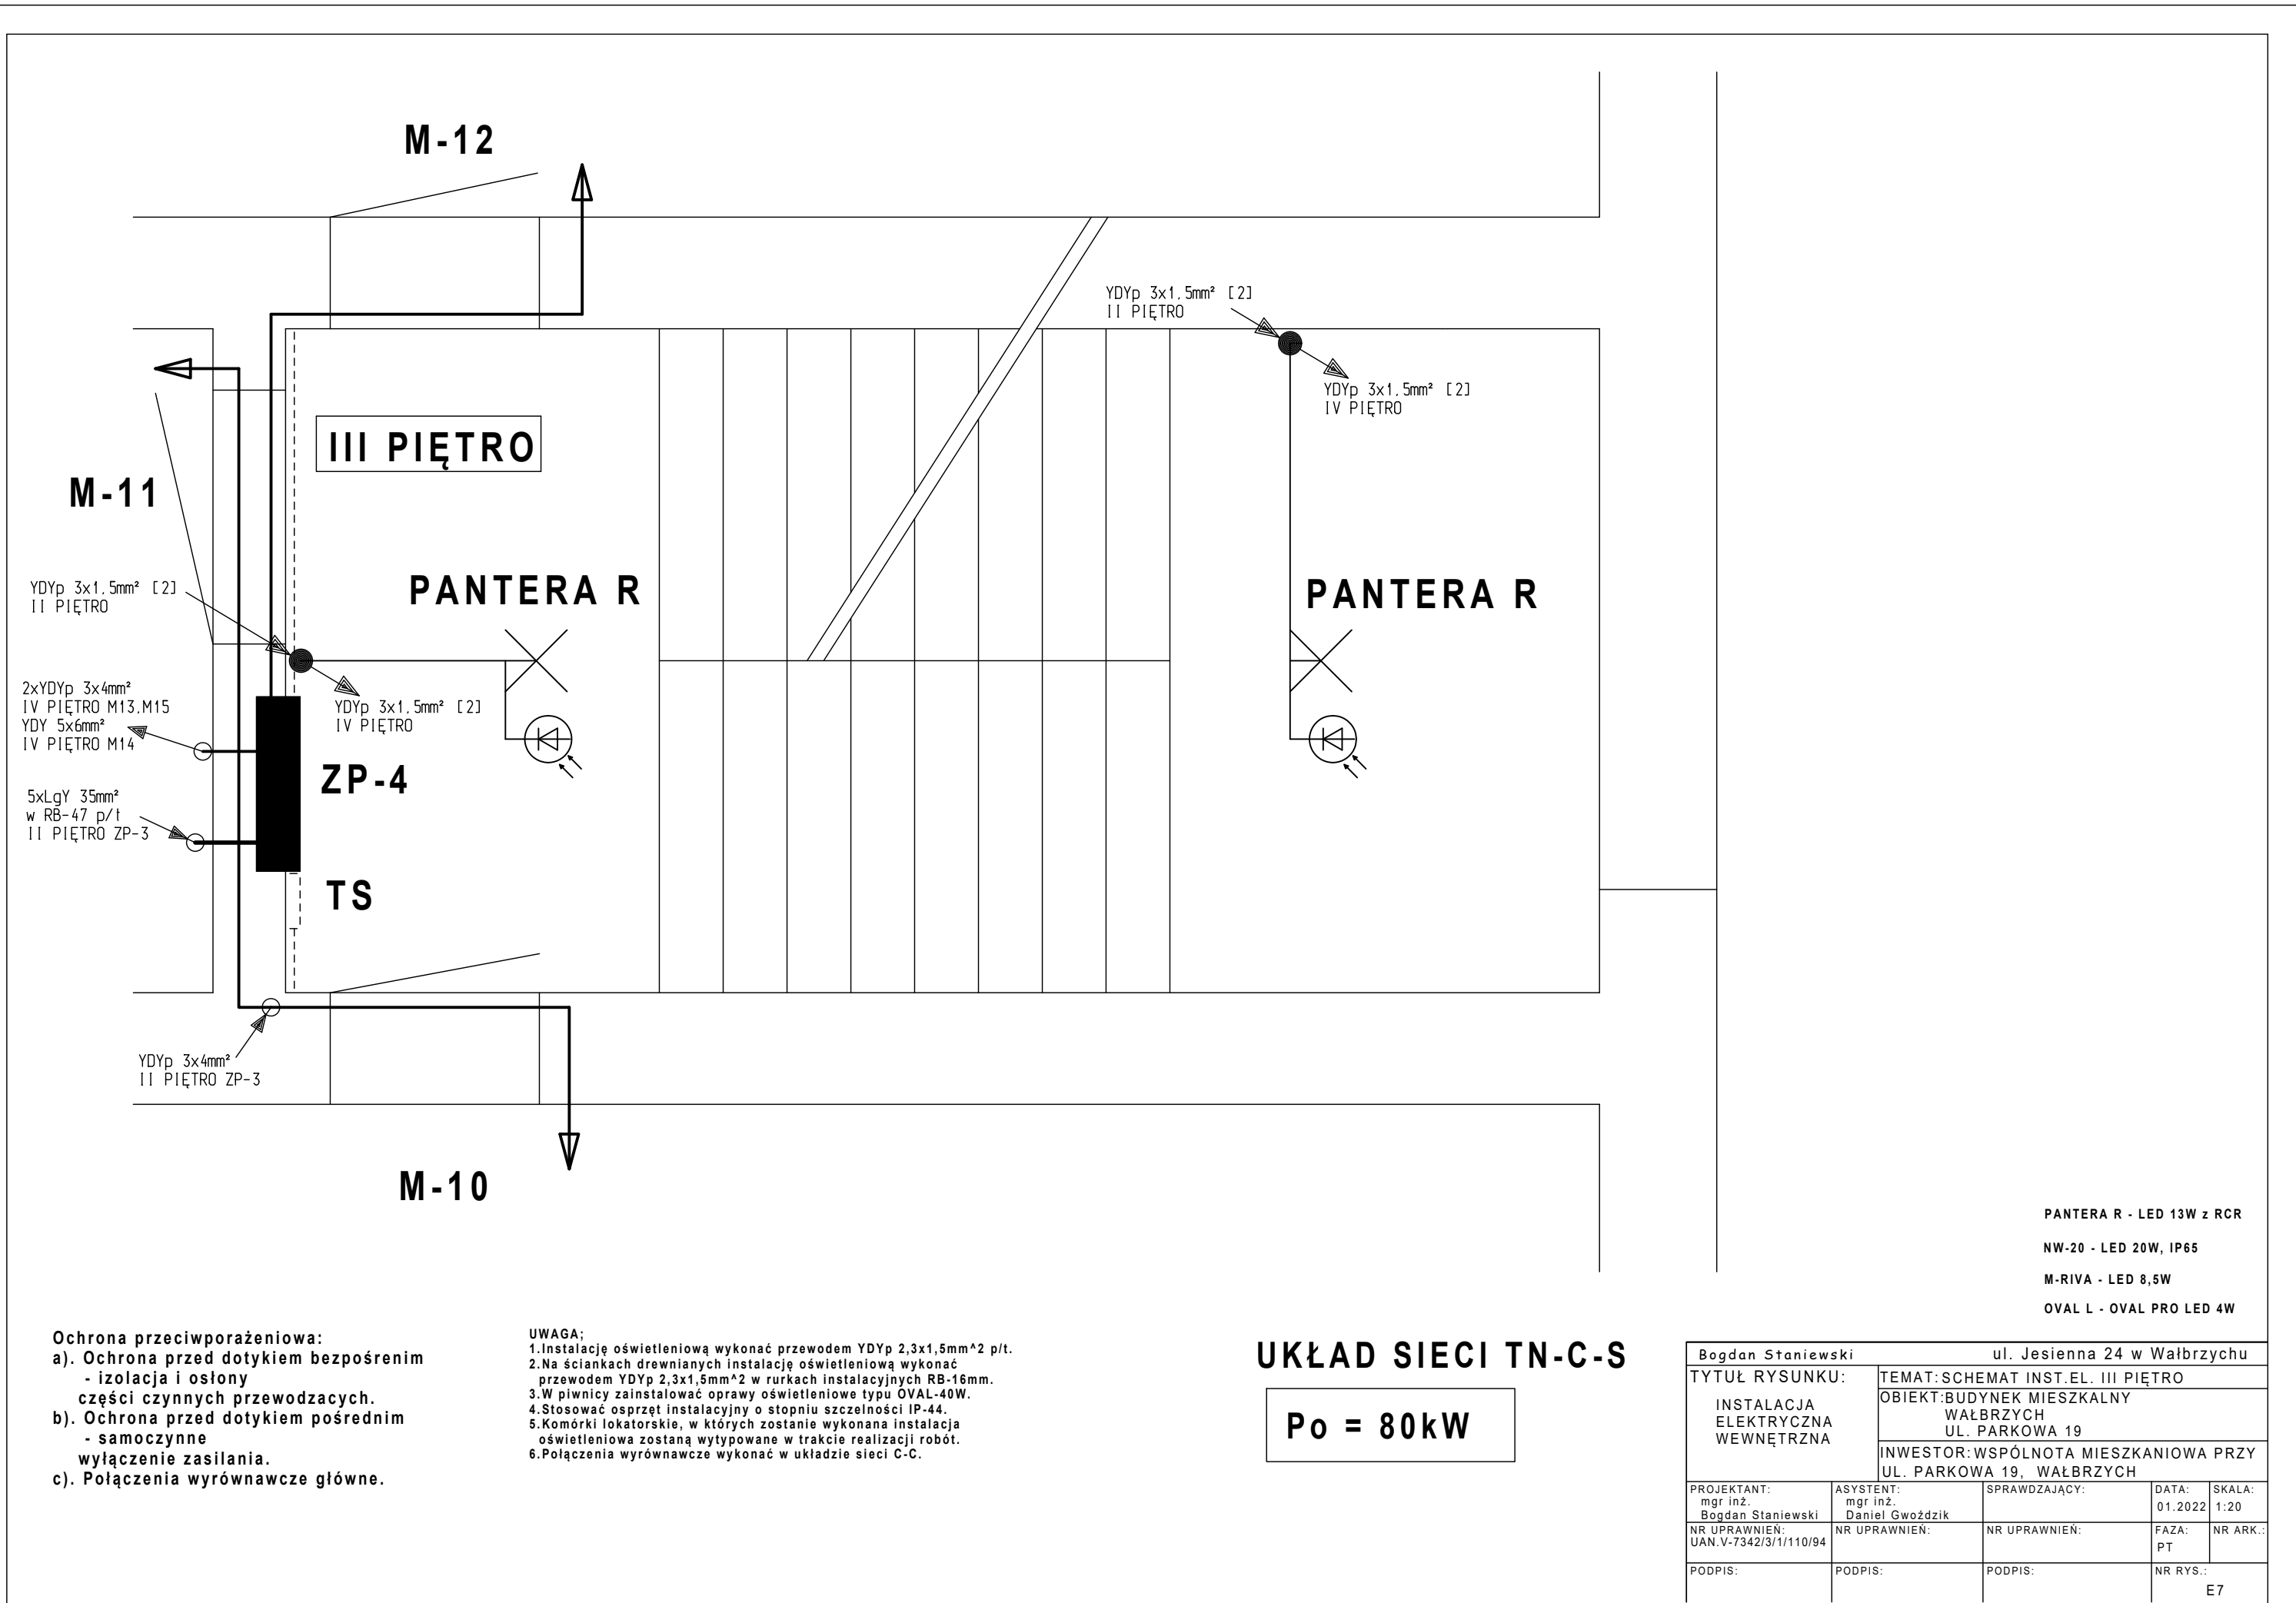 M-12
YDYp 3x1,5mm² [2]
II PIĘTRO
YDYp 3x1,5mm² [2]
IV PIĘTRO
III PIĘTRO
M-11
PANTERA R
PANTERA R
YDYp 3x1,5mm² [2]
II PIĘTRO
2xYDYp 3x4mm²
IV PIĘTRO M13,M15
YDY 5x6mm²
IV PIĘTRO M14
YDYp 3x1,5mm² [2]
IV PIĘTRO
ZP-4
5xLgY 35mm²
w RB-47 p/t
II PIĘTRO ZP-3
TS
YDYp 3x4mm²
II PIĘTRO ZP-3
M-10
PANTERA R - LED 13W z RCR
NW-20 - LED 20W, IP65
M-RIVA - LED 8,5W
OVAL L - OVAL PRO LED 4W
Ochrona przeciwporażeniowa:
a). Ochrona przed dotykiem bezpośrenim
- izolacja i osłony
części czynnych przewodzacych.
b). Ochrona przed dotykiem pośrednim
- samoczynne
wyłączenie zasilania.
c). Połączenia wyrównawcze główne.
UWAGA;
1.Instalację oświetleniową wykonać przewodem YDYp 2,3x1,5mm^2 p/t.
2.Na ściankach drewnianych instalację oświetleniową wykonać
przewodem YDYp 2,3x1,5mm^2 w rurkach instalacyjnych RB-16mm.
3.W piwnicy zainstalować oprawy oświetleniowe typu OVAL-40W.
4.Stosować osprzęt instalacyjny o stopniu szczelności IP-44.
5.Komórki lokatorskie, w których zostanie wykonana instalacja
oświetleniowa zostaną wytypowane w trakcie realizacji robót.
6.Połączenia wyrównawcze wykonać w układzie sieci C-C.
UKŁAD SIECI TN-C-S
Po = 80kW
Bogdan Staniewski ul. Jesienna 24 w Wałbrzychu
TYTUŁ RYSUNKU:
INSTALACJA
ELEKTRYCZNA
WEWNĘTRZNA
TEMAT: SCHEMAT INST.EL. III PIĘTRO
OBIEKT:BUDYNEK MIESZKALNY
WAŁBRZYCH
UL. PARKOWA 19
INWESTOR: WSPÓLNOTA MIESZKANIOWA PRZY
UL. PARKOWA 19, WAŁBRZYCH
PROJEKTANT:
mgr inż.
Bogdan Staniewski
ASYSTENT:
mgr inż.
Daniel Gwoździk
SPRAWDZAJĄCY:
DATA:
01.2022
SKALA:
1:20
NR UPRAWNIEŃ:
UAN.V-7342/3/1/110/94
NR UPRAWNIEŃ:
NR UPRAWNIEŃ:
FAZA:
PT
NR ARK.:
PODPIS:
PODPIS:
PODPIS:
NR RYS.:
E7